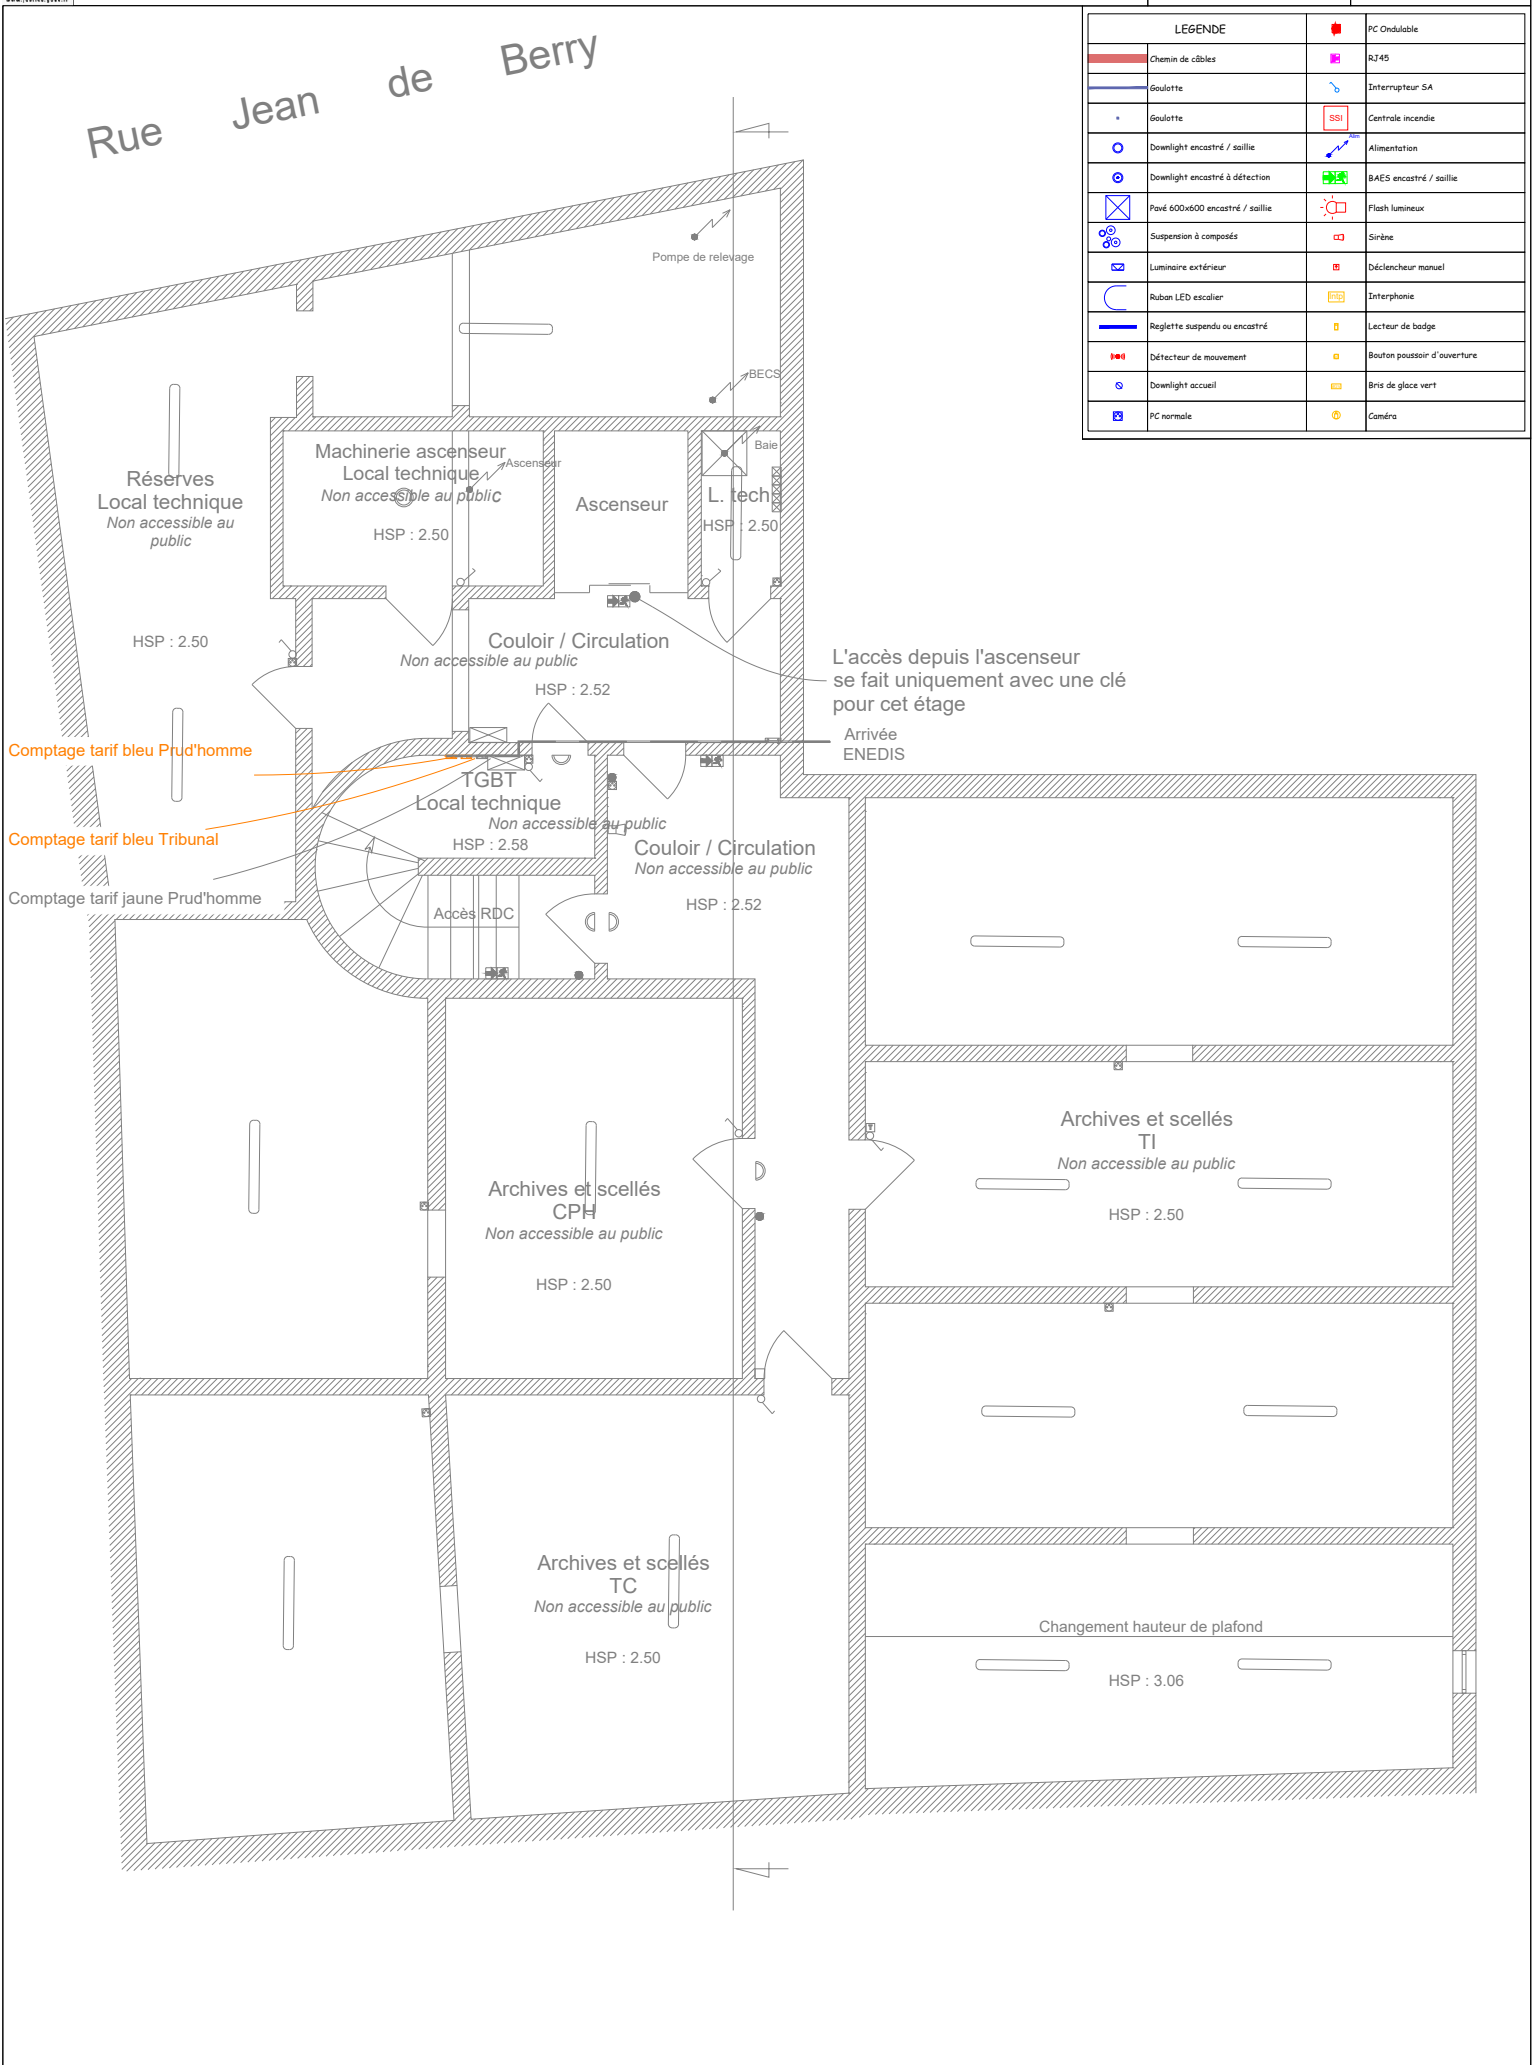 Rue Jean de Berry
LEGENDE
PC Ondulable
Chemin de câbles
RJ45
Goulotte
Interrupteur SA
Goulotte
SSI
Centrale incendie
Downlight encastré / saillie
Alim
Alimentation
Downlight encastré à détection
BAES encastré / saillie
Pavé 600x600 encastré / saillie
Flash lumineux
Suspension à composés
Sirène
Luminaire extérieur
Déclencheur manuel
Ruban LED escalier
Intp
Interphonie
Reglette suspendu ou encastré
Lecteur de badge
Détecteur de mouvement
Bouton poussoir d'ouverture
Downlight accueil
Bris de glace vert
PC normale
Caméra
Pompe de relevage
BECS
Baie
Machinerie ascenseur
Local technique
Non accessible au public
HSP : 2.50
Ascenseur
Ascenseur
L. tech
HSP : 2.50
Réserves
Local technique
Non accessible au
public
HSP : 2.50
Couloir / Circulation
Non accessible au public
HSP : 2.52
L'accès depuis l'ascenseur
se fait uniquement avec une clé
pour cet étage
Arrivée
ENEDIS
Comptage tarif bleu Prud'homme
TGBT
Local technique
Non accessible au public
HSP : 2.58
Comptage tarif bleu Tribunal
Comptage tarif jaune Prud'homme
Couloir / Circulation
Non accessible au public
HSP : 2.52
Accès RDC
Archives et scellés
TI
Non accessible au public
HSP : 2.50
Archives et scellés
CPH
Non accessible au public
HSP : 2.50
Archives et scellés
TC
Non accessible au public
HSP : 2.50
Changement hauteur de plafond
HSP : 3.06